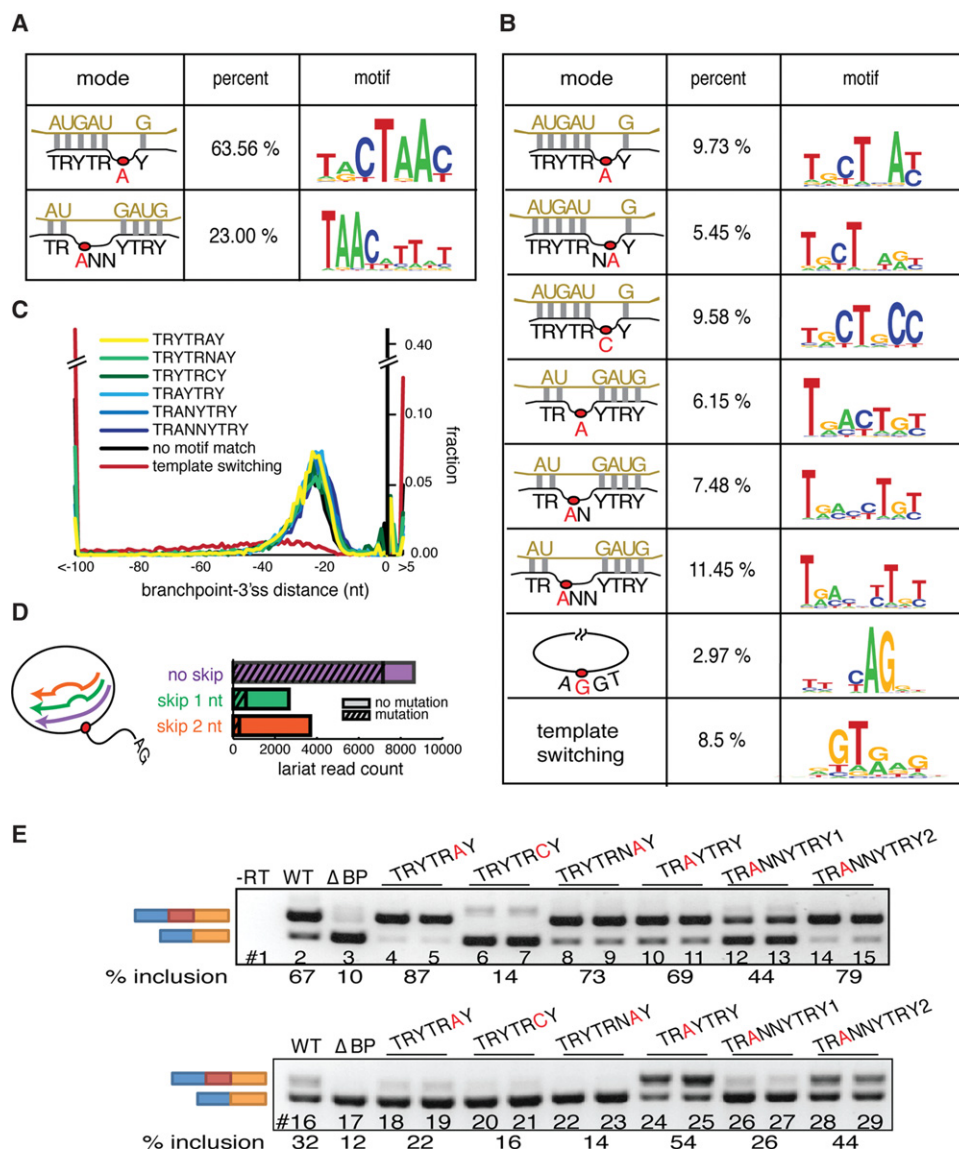 A
mode percent motif
AUGAU G
TRYTR Y
A
63.56 %
TACTAAC
AU GAUG
TR YTRY
ANN
23.00 %
B
mode percent motif
AUGAU G
TRYTR Y
A
9.73 %
AUGAU G
TRYTR Y
NA
5.45 %
AUGAU G
TRYTR Y
C
9.58 %
AU GAUG
TR YTRY
A
6.15 %
AU GAUG
TR YTRY
AN
7.48 %
AU GAUG
TR YTRY
ANN
11.45 %
AGGT
2.97 %
template
switching
8.5 %
C
TRYTRAY
TRYTRNAY
TRYTRCY
TRAYTRY
TRANYTRY
TRANNYTRY
no motif match
template switching
0.40
0.10
0.05
0.00
fraction
<-100 -80 -60 -40 -20 0 >5
branchpoint-3'ss distance (nt)
D
AG
no skip
skip 1 nt
skip 2 nt
no mutation
mutation
0 2000 4000 6000 8000 10000
lariat read count
E
-RT WT Δ BP TRYTRAY TRYTRCY TRYTRNAY TRAYTRY TRANNYTRY1 TRANNYTRY2
#1 2 3 4 5 6 7 8 9 10 11 12 13 14 15
% inclusion 67 10 87 14 73 69 44 79
WT Δ BP TRYTRAY TRYTRCY TRYTRNAY TRAYTRY TRANNYTRY1 TRANNYTRY2
#16 17 18 19 20 21 22 23 24 25 26 27 28 29
% inclusion 32 12 22 16 14 54 26 44